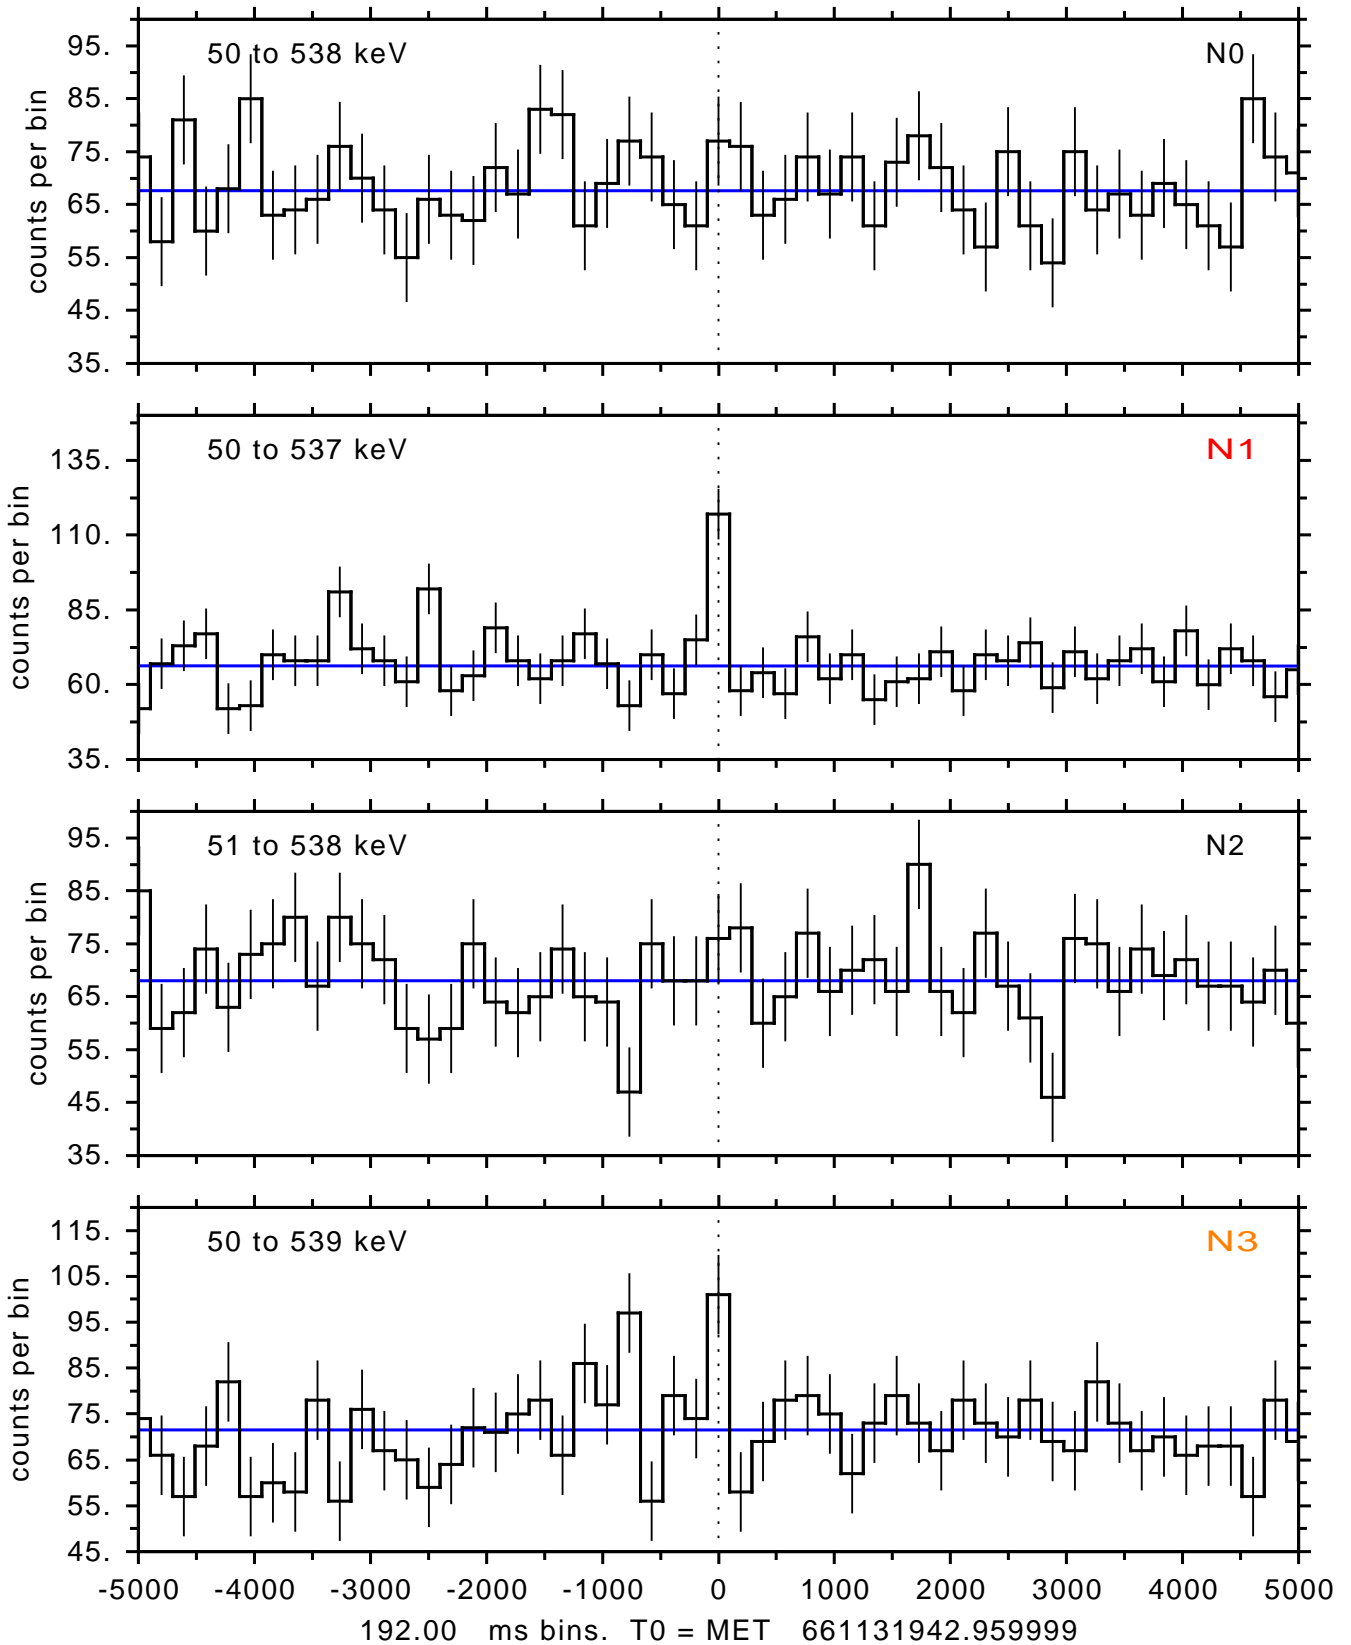 50 to 538 keV N0
95.
85.
75.
65.
55.
45.
35.
counts per bin
50 to 537 keV N1
135.
110.
85.
60.
35.
counts per bin
51 to 538 keV N2
95.
85.
75.
65.
55.
45.
35.
counts per bin
50 to 539 keV N3
115.
105.
95.
85.
75.
65.
55.
45.
counts per bin
-5000 -4000 -3000 -2000 -1000 0 1000 2000 3000 4000 5000
192.00 ms bins. T0 = MET 661131942.959999